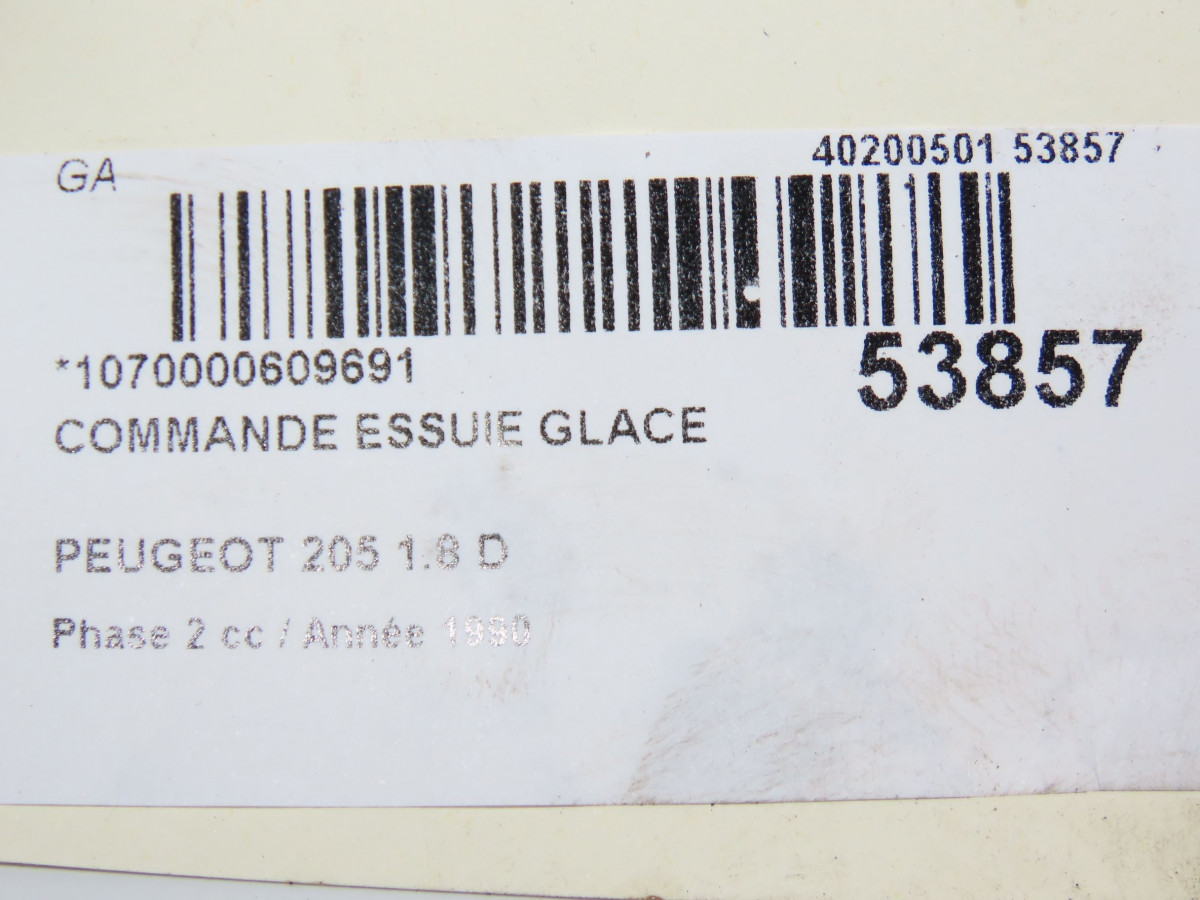 GA
40200501 53857
*1070000609691
53857
COMMANDE ESSUIE GLACE
PEUGEOT 205 1.8 D
Phase 2 cc / Année 1990